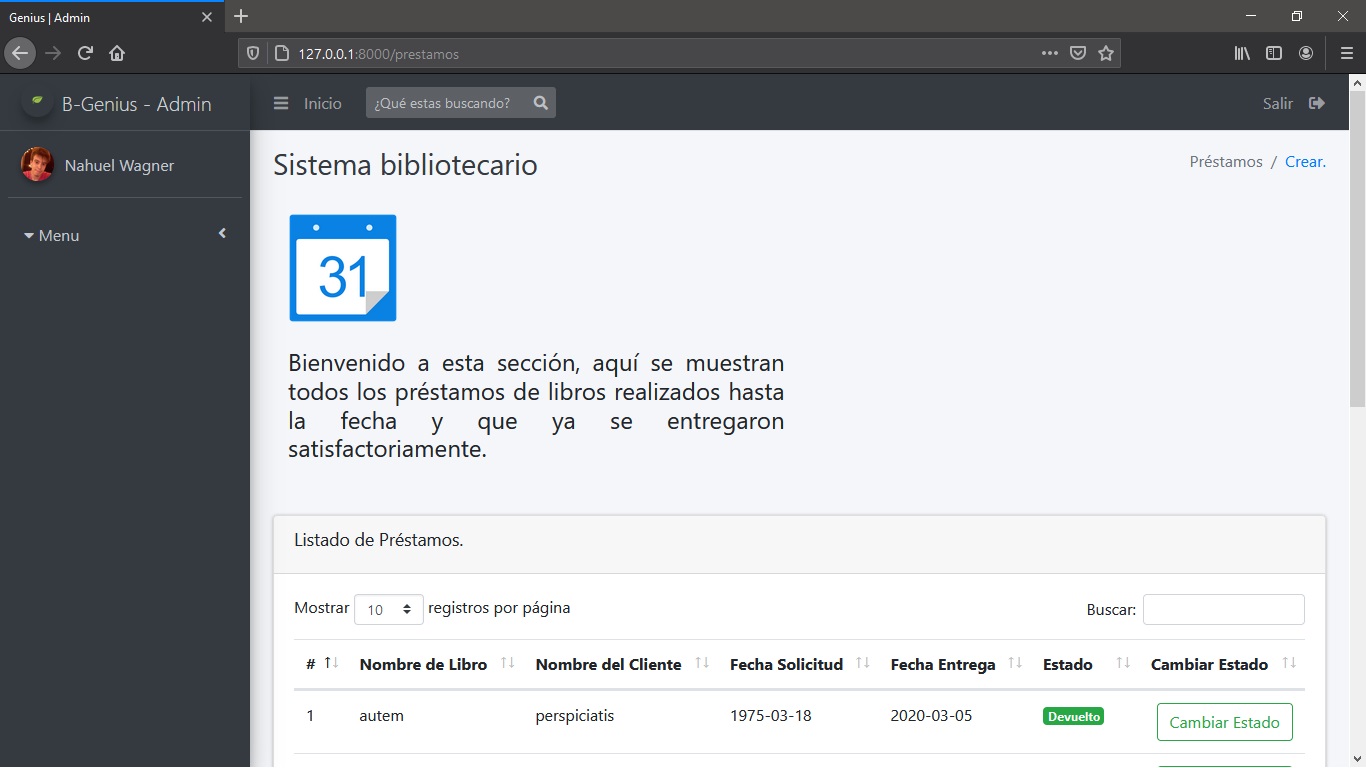 Genius | Admin
127.0.0.1:8000/prestamos
B-Genius - Admin
Inicio
¿Qué estas buscando?
Salir
Nahuel Wagner
Menu
Sistema bibliotecario
Préstamos / Crear.
31
Bienvenido a esta sección, aquí se muestran
todos los préstamos de libros realizados hasta
la fecha y que ya se entregaron
satisfactoriamente.
Listado de Préstamos.
Mostrar 10 registros por página
Buscar:
# Nombre de Libro Nombre del Cliente Fecha Solicitud Fecha Entrega Estado Cambiar Estado
1 autem perspiciatis 1975-03-18 2020-03-05 Devuelto Cambiar Estado